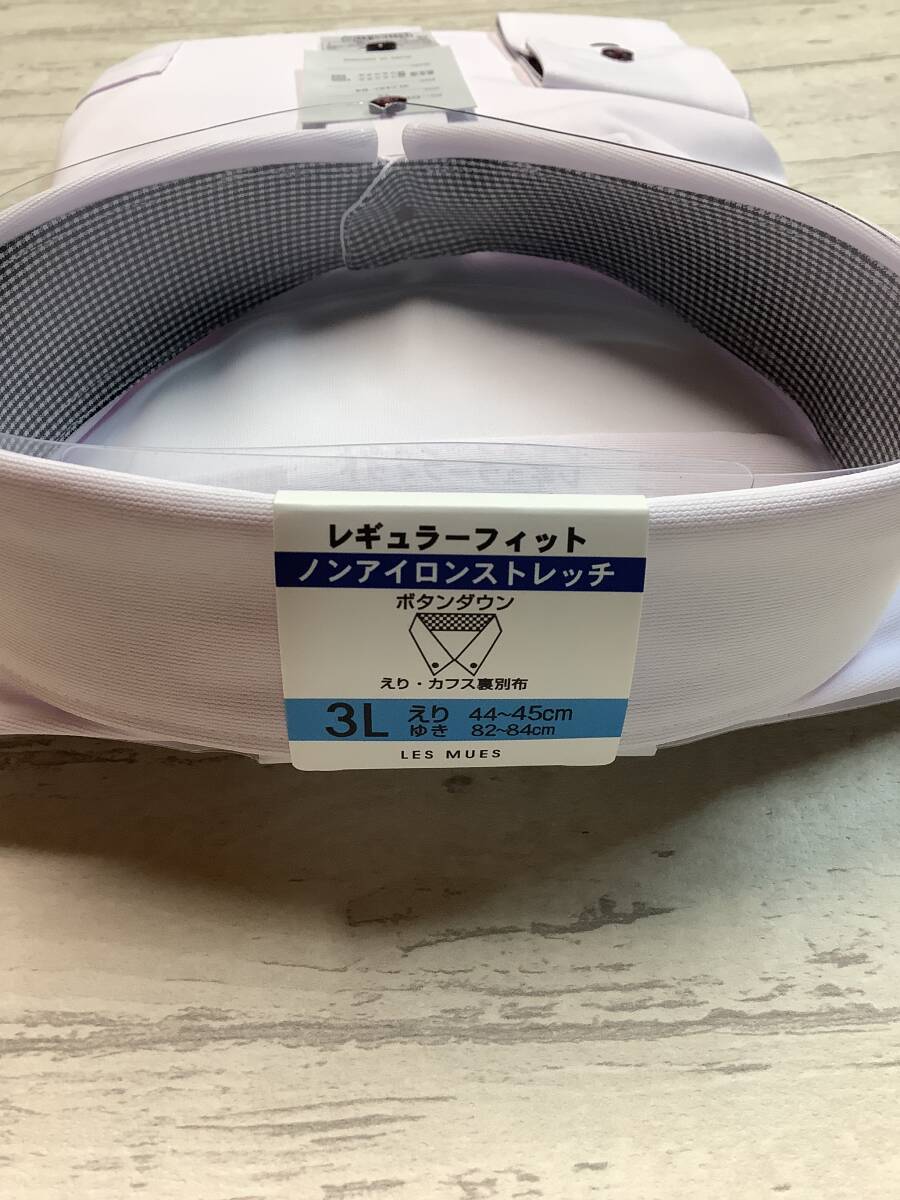 レギュラーフィット
ノンアイロンストレッチ
ボタンダウン
えり・カフス裏別布
3L えり 44~45cm
ゆき 82~84cm
LES MUES